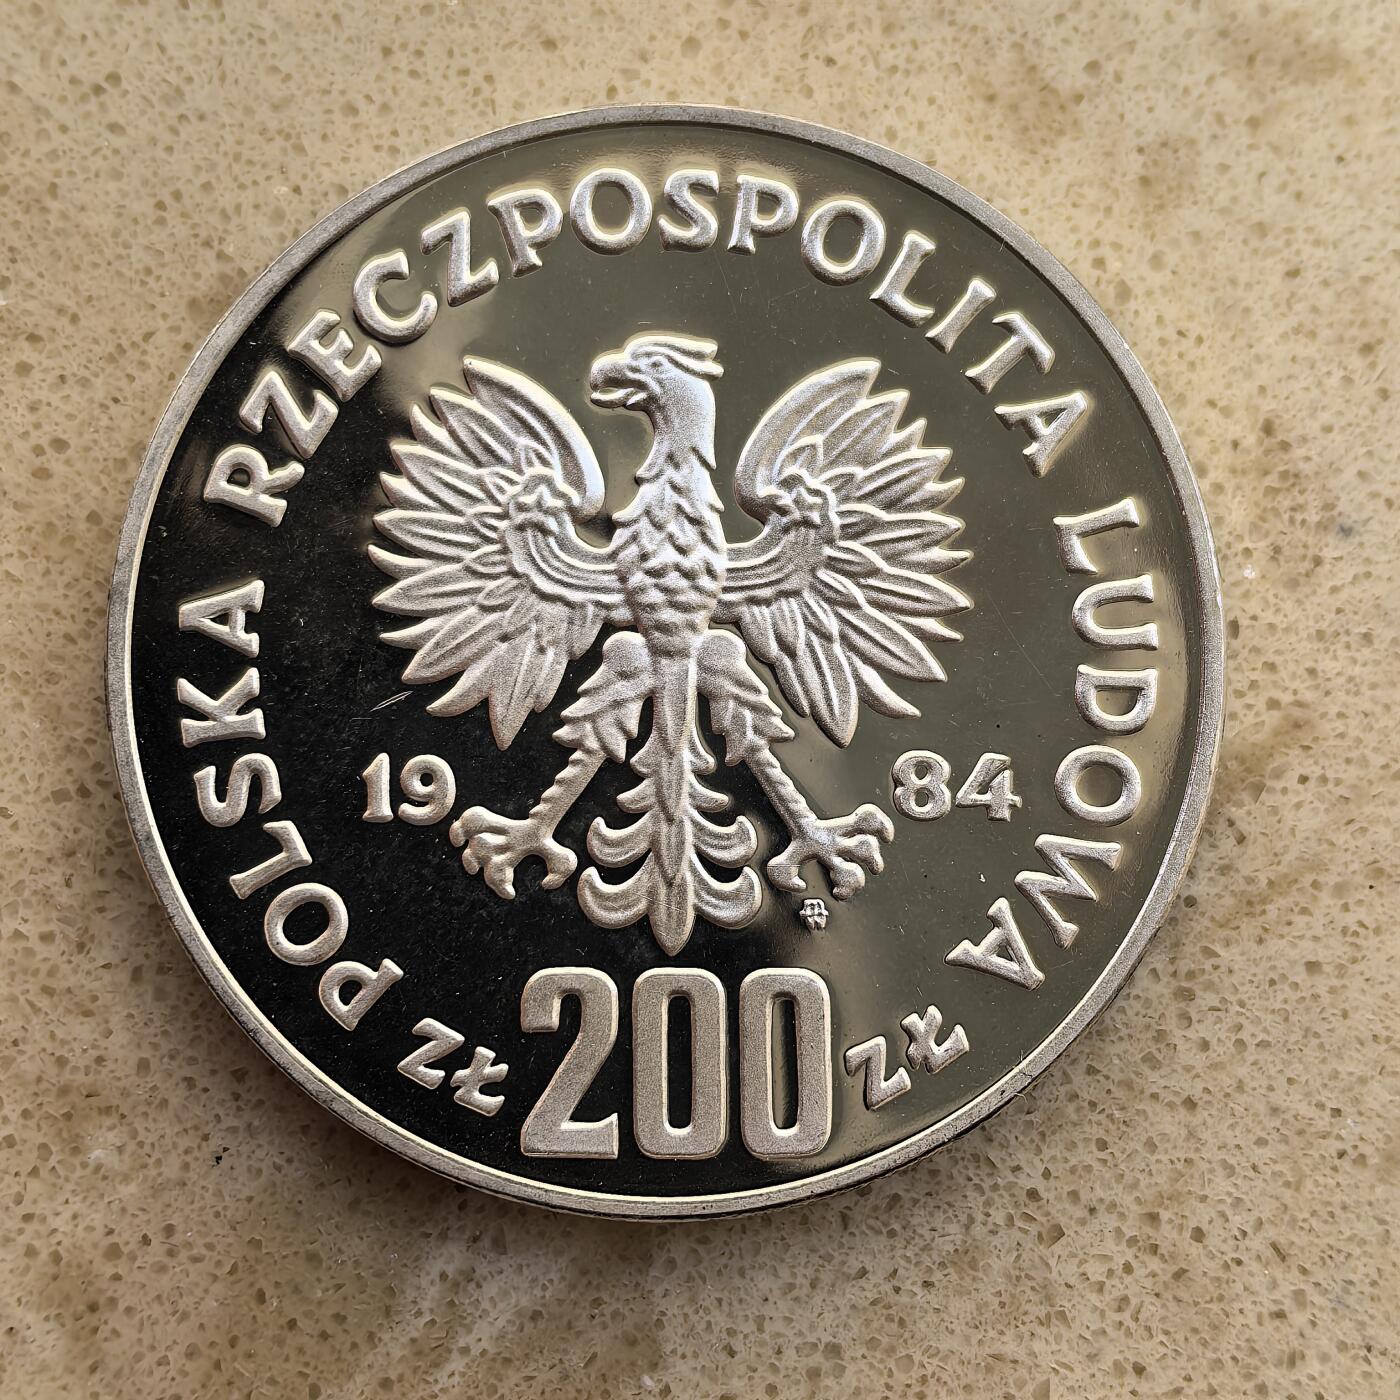 POLSKA RZECZPOSPOLITA LUDOWA
19 84
ZŁ 200 ZŁ